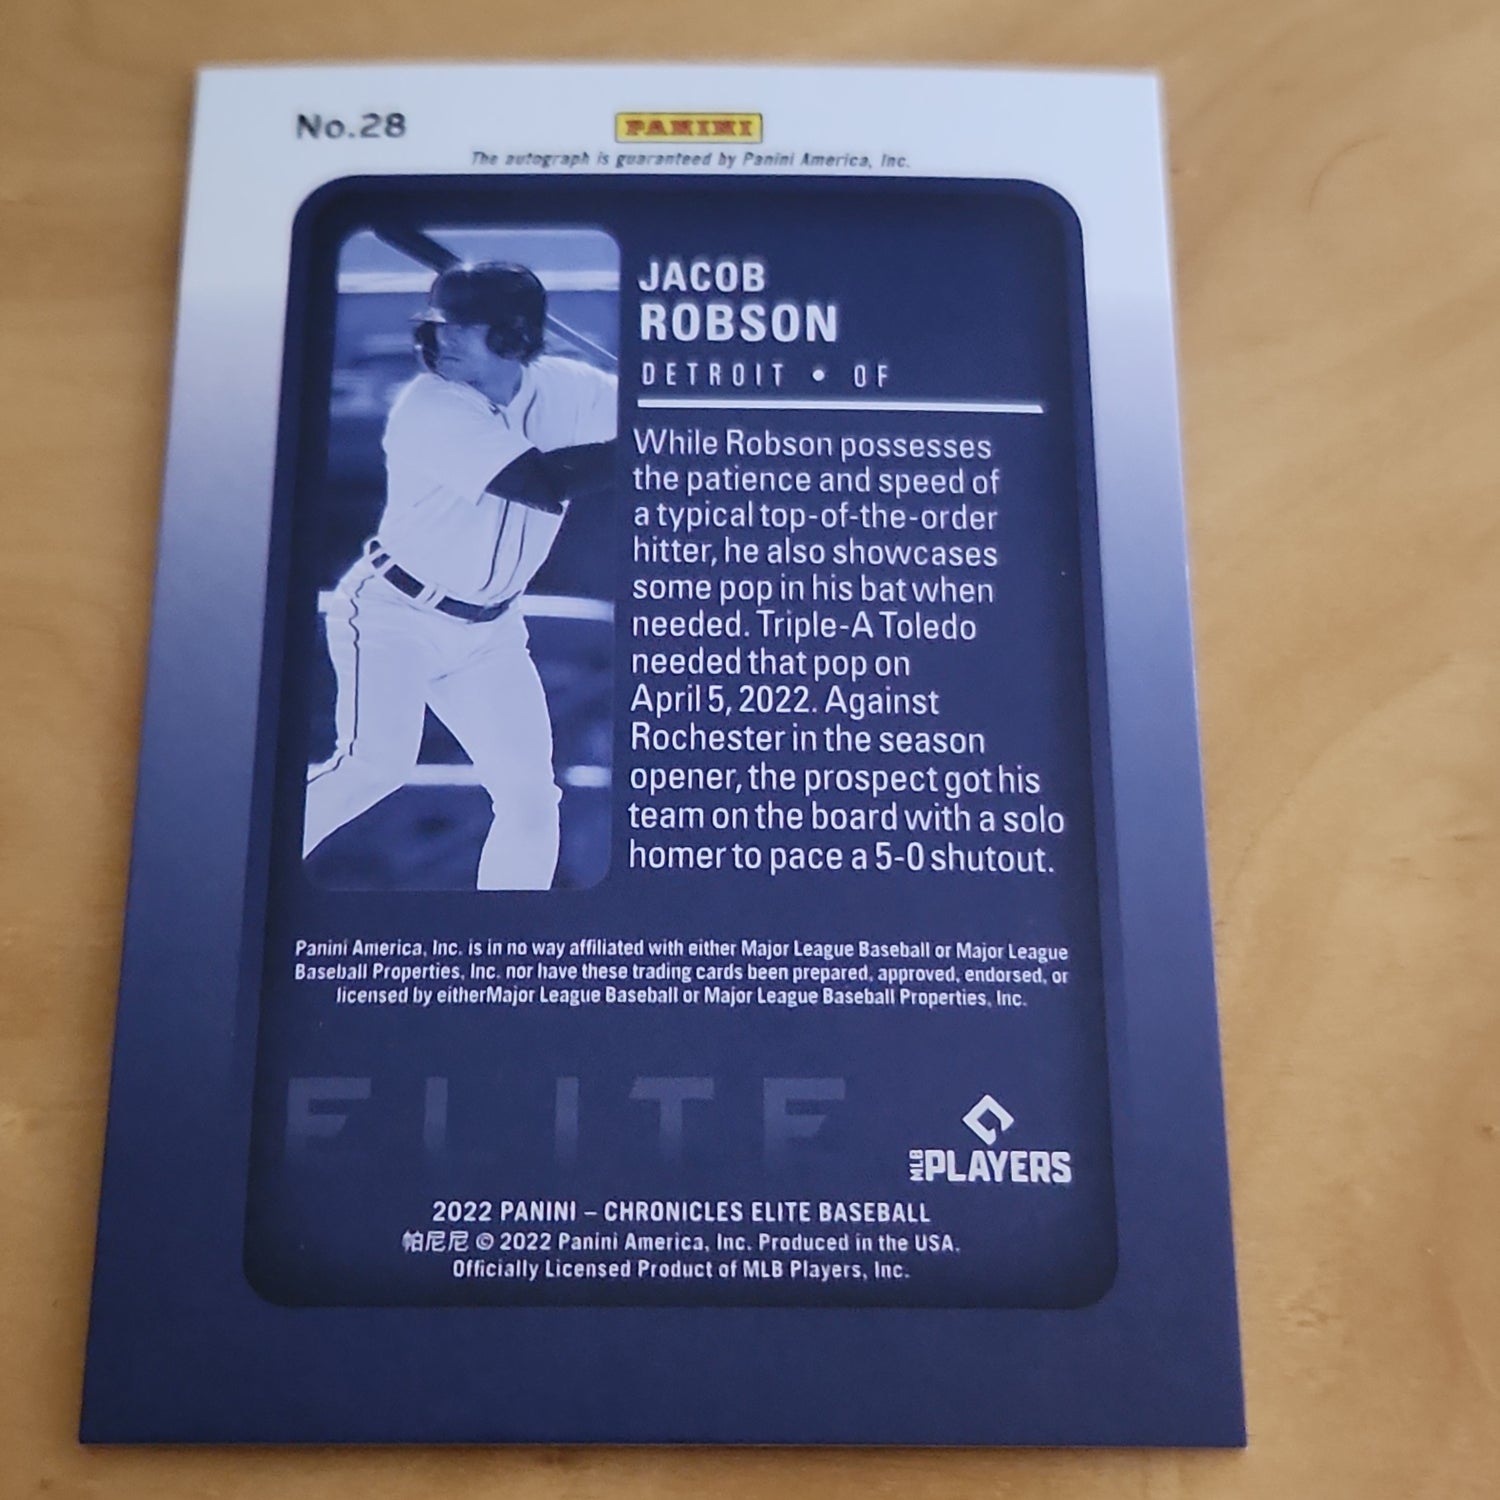 No.28
PANINI
The autograph is guaranteed by Panini America, Inc.
JACOB
ROBSON
DETROIT • OF
While Robson possesses
the patience and speed of
a typical top-of-the-order
hitter, he also showcases
some pop in his bat when
needed. Triple-A Toledo
needed that pop on
April 5, 2022. Against
Rochester in the season
opener, the prospect got his
team on the board with a solo
homer to pace a 5-0 shutout.
Panini America, Inc. is in no way affiliated with either Major League Baseball or Major League
Baseball Properties, Inc. nor have these trading cards been prepared, approved, endorsed, or
licensed by eitherMajor League Baseball or Major League Baseball Properties, Inc.
ELITE
MLB PLAYERS
2022 PANINI – CHRONICLES ELITE BASEBALL
帕尼尼 © 2022 Panini America, Inc. Produced in the USA.
Officially Licensed Product of MLB Players, Inc.